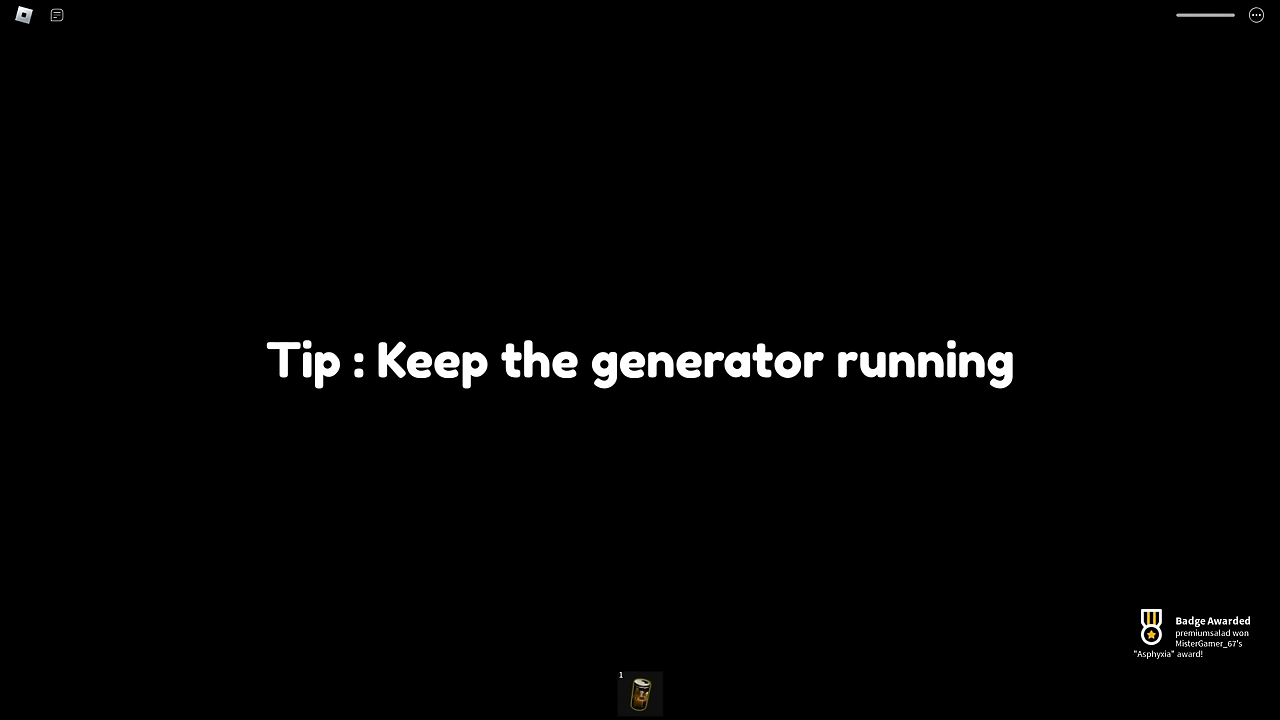 Tip : Keep the generator running
Badge Awarded
premiumsalad won
MisterGamer_67's
"Asphyxia" award!
1